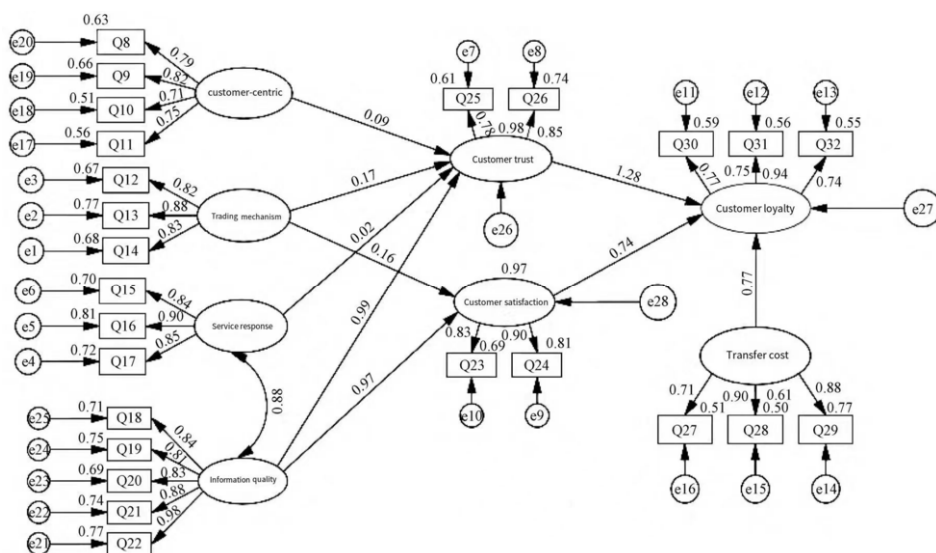 0.63
e20 Q8 0.79
0.66
e19 Q9 0.82
0.51
e18 Q10 0.71
0.56
e17 Q11 0.75
customer-centric
0.09
0.67
e3 Q12 0.82
0.77
e2 Q13 0.88
0.68
e1 Q14 0.83
Trading mechanism
0.17
0.16
0.70
e6 Q15 0.84
0.81
e5 Q16 0.90
0.72
e4 Q17 0.85
Service response
0.02
0.88
0.71
e25 Q18 0.84
0.75
e24 Q19 0.81
0.69
e23 Q20 0.83
0.74
e22 Q21 0.88
0.77
e21 Q22 0.98
Information quality
0.99
0.97
e7 e8
0.61 0.74
Q25 Q26
0.78 0.98 0.85
Customer trust
e26
1.28
0.97
Customer satisfaction
e28
0.74
0.83 0.90
0.69 0.81
Q23 Q24
e10 e9
e11 e12 e13
0.59 0.56 0.55
Q30 Q31 Q32
0.77 0.75 0.94 0.74
Customer loyalty
e27
0.77
Transfer cost
0.71 0.90 0.61 0.88
0.51 0.50 0.77
Q27 Q28 Q29
e16 e15 e14